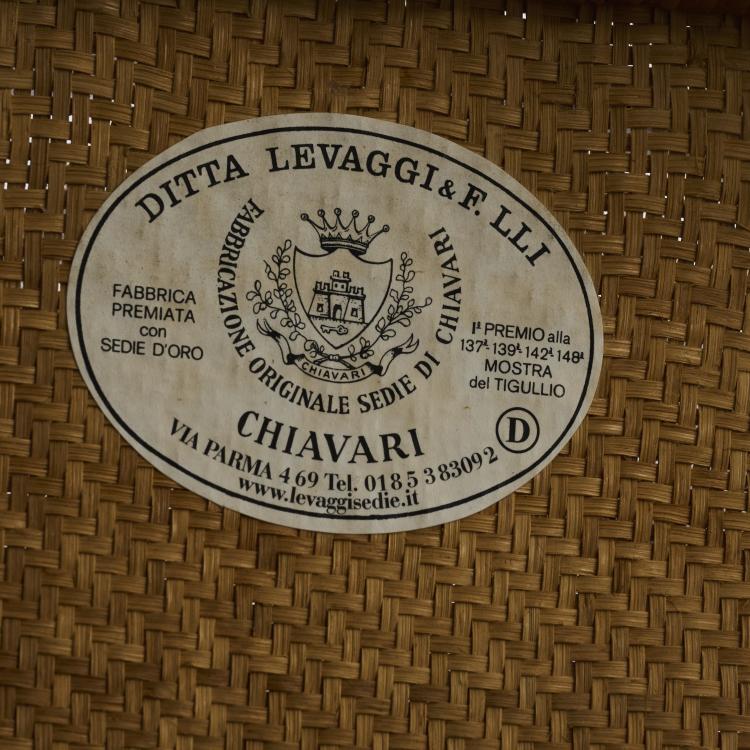 DITTA LEVAGGI & F.LLI
FABBRICAZIONE ORIGINALE SEDIE DI CHIAVARI
CHIAVARI
FABBRICA
PREMIATA
con
SEDIE D'ORO
1ª PREMIO alla
137ª-139ª 142ª 148ª
MOSTRA
del TIGULLIO
CHIAVARI
D
VIA PARMA 469 Tel. 0185 383092
www.levaggisedie.it